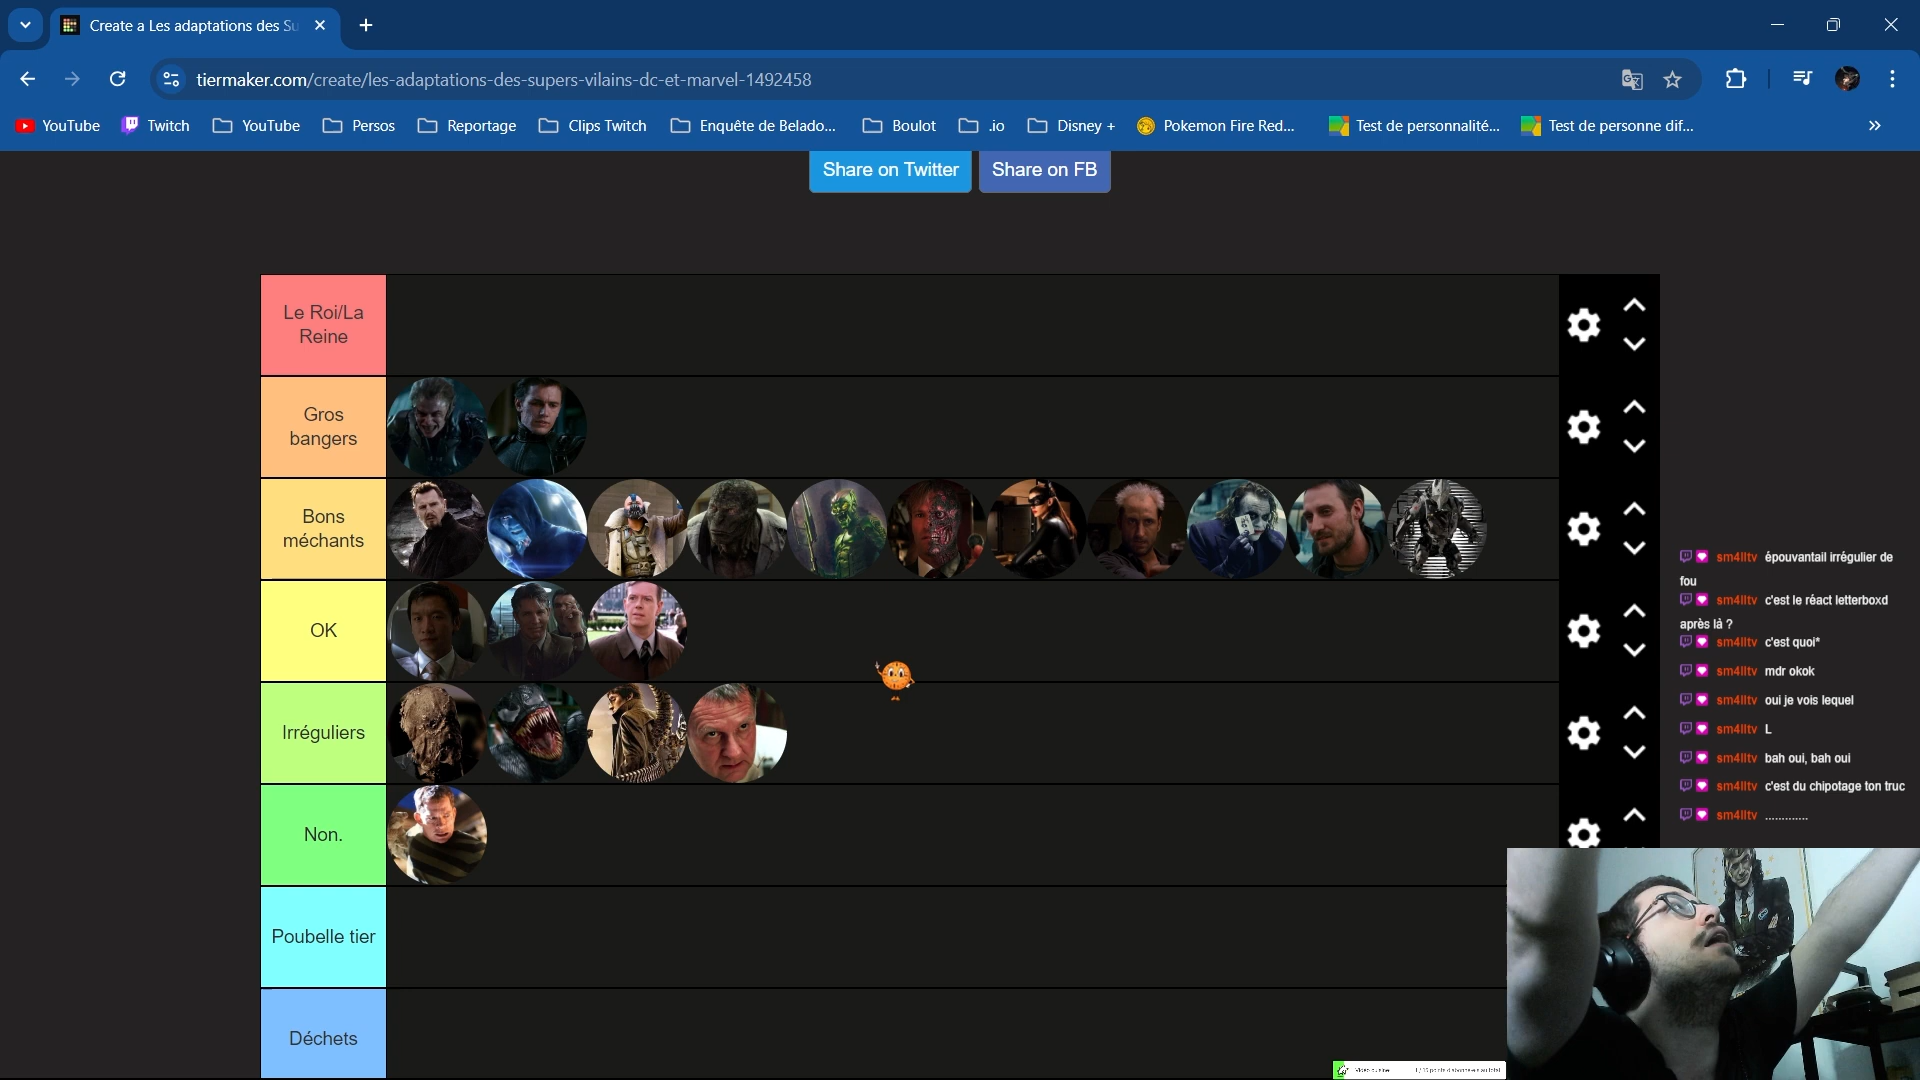 Create a Les adaptations des Su
tiermaker.com/create/les-adaptations-des-supers-vilains-dc-et-marvel-1492458
YouTube
Twitch
YouTube
Persos
Reportage
Clips Twitch
Enquête de Belado...
Boulot
.io
Disney +
Pokemon Fire Red...
Test de personnalité...
Test de personne dif...
Share on Twitter
Share on FB
Le Roi/La
Reine
Gros
bangers
Bons
méchants
OK
Irréguliers
Non.
Poubelle tier
Déchets
sm4lltv épouvantail irrégulier de
fou
sm4lltv c'est le réact letterboxd
après là ?
sm4lltv c'est quoi*
sm4lltv mdr okok
sm4lltv oui je vois lequel
sm4lltv L
sm4lltv bah oui, bah oui
sm4lltv c'est du chipotage ton truc
sm4lltv .............